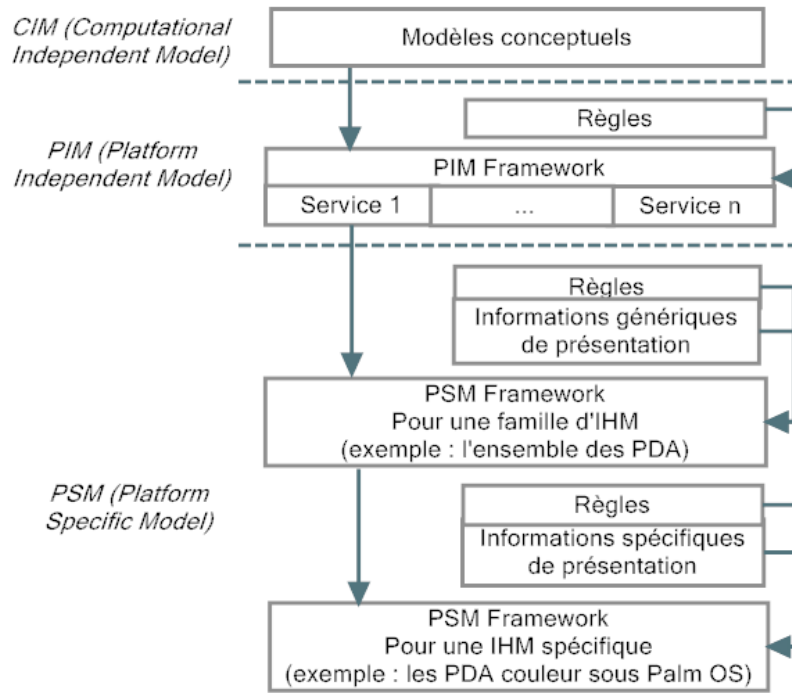 CIM (Computational
Independent Model)
Modèles conceptuels
Règles
PIM (Platform
Independent Model)
PIM Framework
Service 1
...
Service n
Règles
Informations génériques
de présentation
PSM Framework
Pour une famille d'IHM
(exemple : l'ensemble des PDA)
PSM (Platform
Specific Model)
Règles
Informations spécifiques
de présentation
PSM Framework
Pour une IHM spécifique
(exemple : les PDA couleur sous Palm OS)